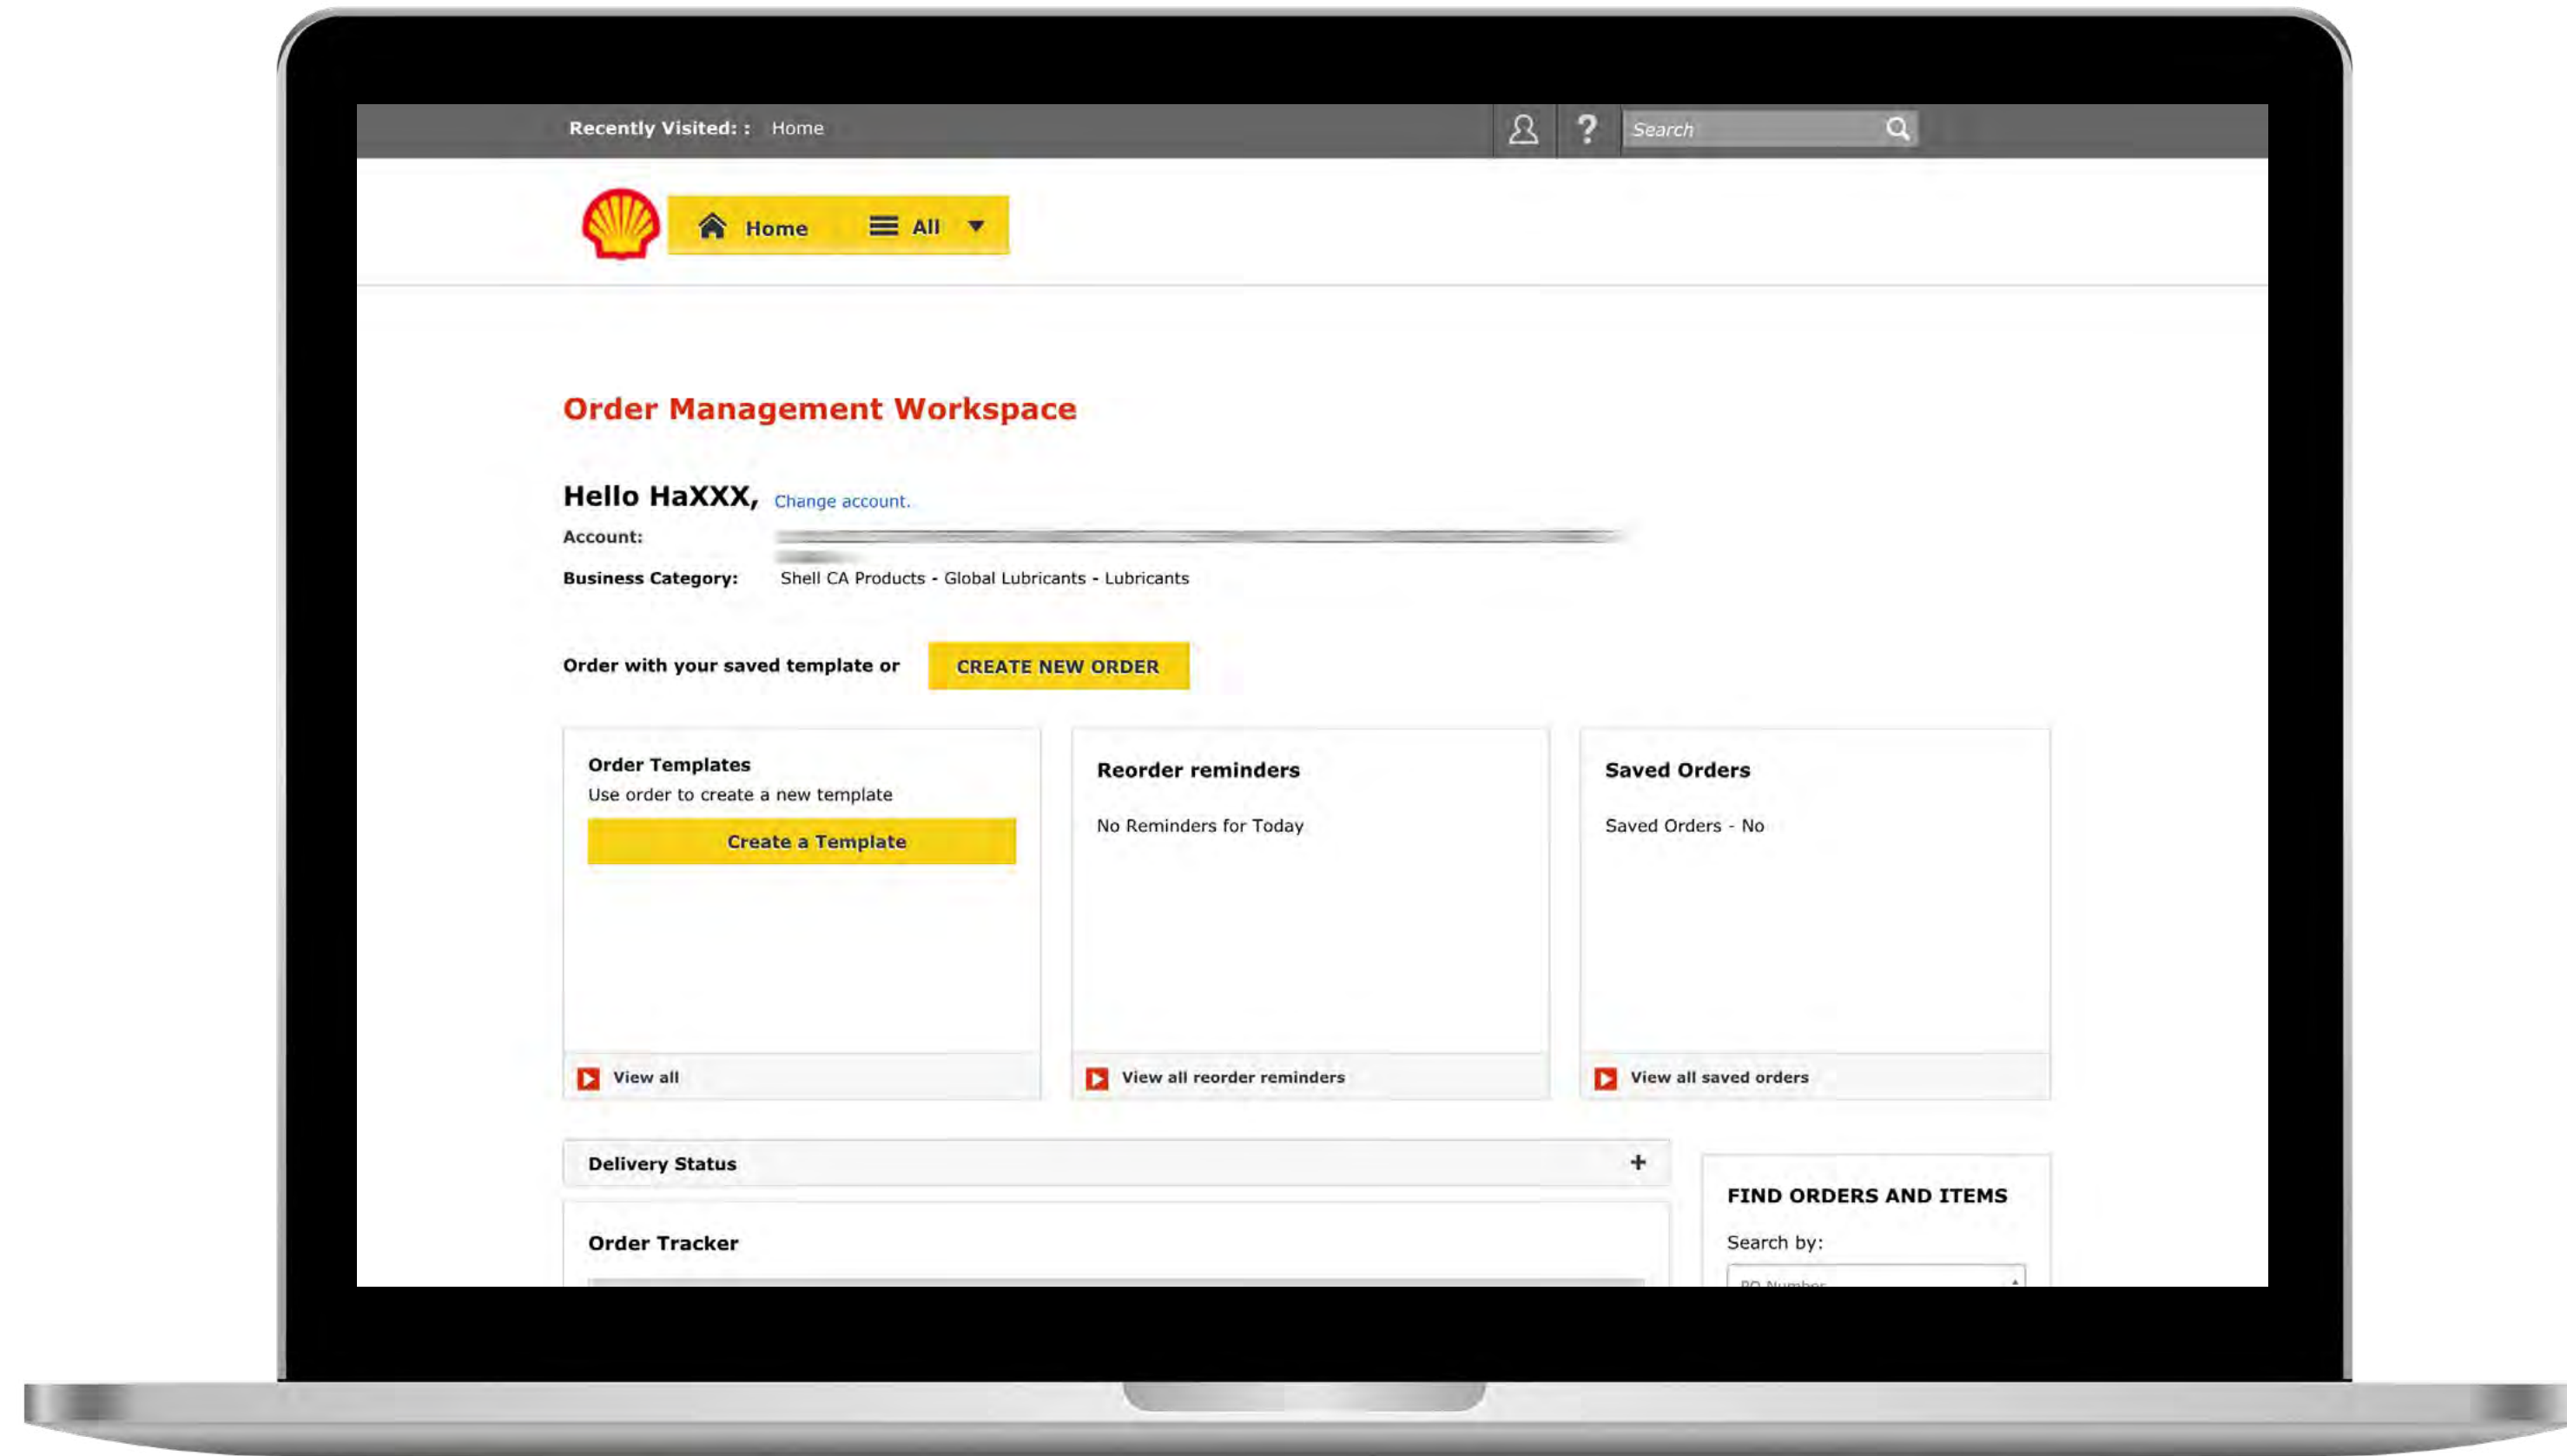 Recently Visited: : Home
? Search
Home All
Order Management Workspace
Hello HaXXX, Change account.
Account:
Business Category: Shell CA Products - Global Lubricants - Lubricants
Order with your saved template or CREATE NEW ORDER
Order Templates
Use order to create a new template
Create a Template
View all
Reorder reminders
No Reminders for Today
View all reorder reminders
Saved Orders
Saved Orders - No
View all saved orders
Delivery Status +
Order Tracker
FIND ORDERS AND ITEMS
Search by:
PO Number